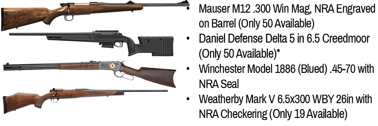 • Mauser M12 .300 Win Mag, NRA Engraved
on Barrel (Only 50 Available)
• Daniel Defense Delta 5 in 6.5 Creedmoor
(Only 50 Available)*
• Winchester Model 1886 (Blued) .45-70 with
NRA Seal
• Weatherby Mark V 6.5x300 WBY 26in with
NRA Checkering (Only 19 Available)